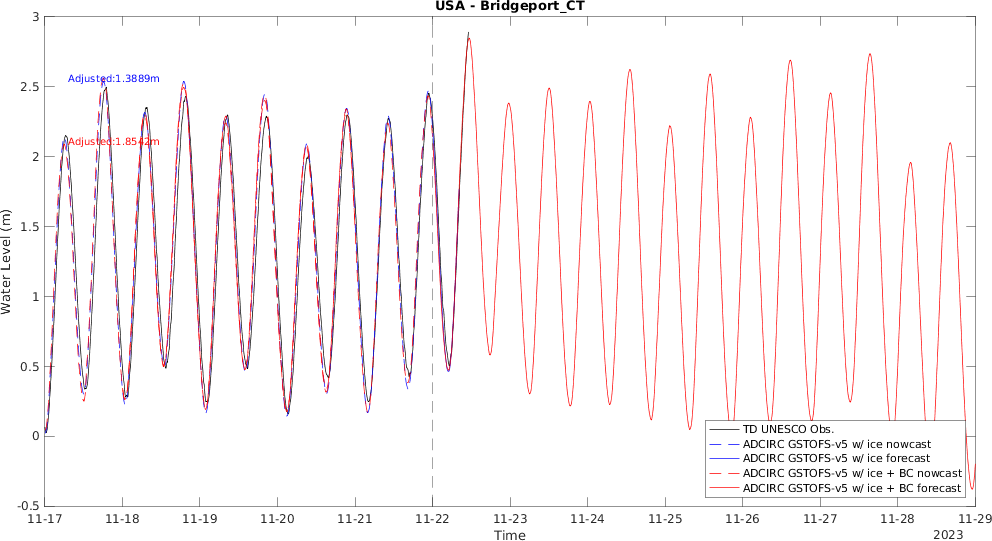 USA - Bridgeport_CT
3
2.5
2
1.5
1
0.5
0
-0.5
Water Level (m)
Adjusted:1.3889m
Adjusted:1.8542m
TD UNESCO Obs.
ADCIRC GSTOFS-v5 w/ ice nowcast
ADCIRC GSTOFS-v5 w/ ice forecast
ADCIRC GSTOFS-v5 w/ ice + BC nowcast
ADCIRC GSTOFS-v5 w/ ice + BC forecast
11-17 11-18 11-19 11-20 11-21 11-22 11-23 11-24 11-25 11-26 11-27 11-28 11-29
Time
2023